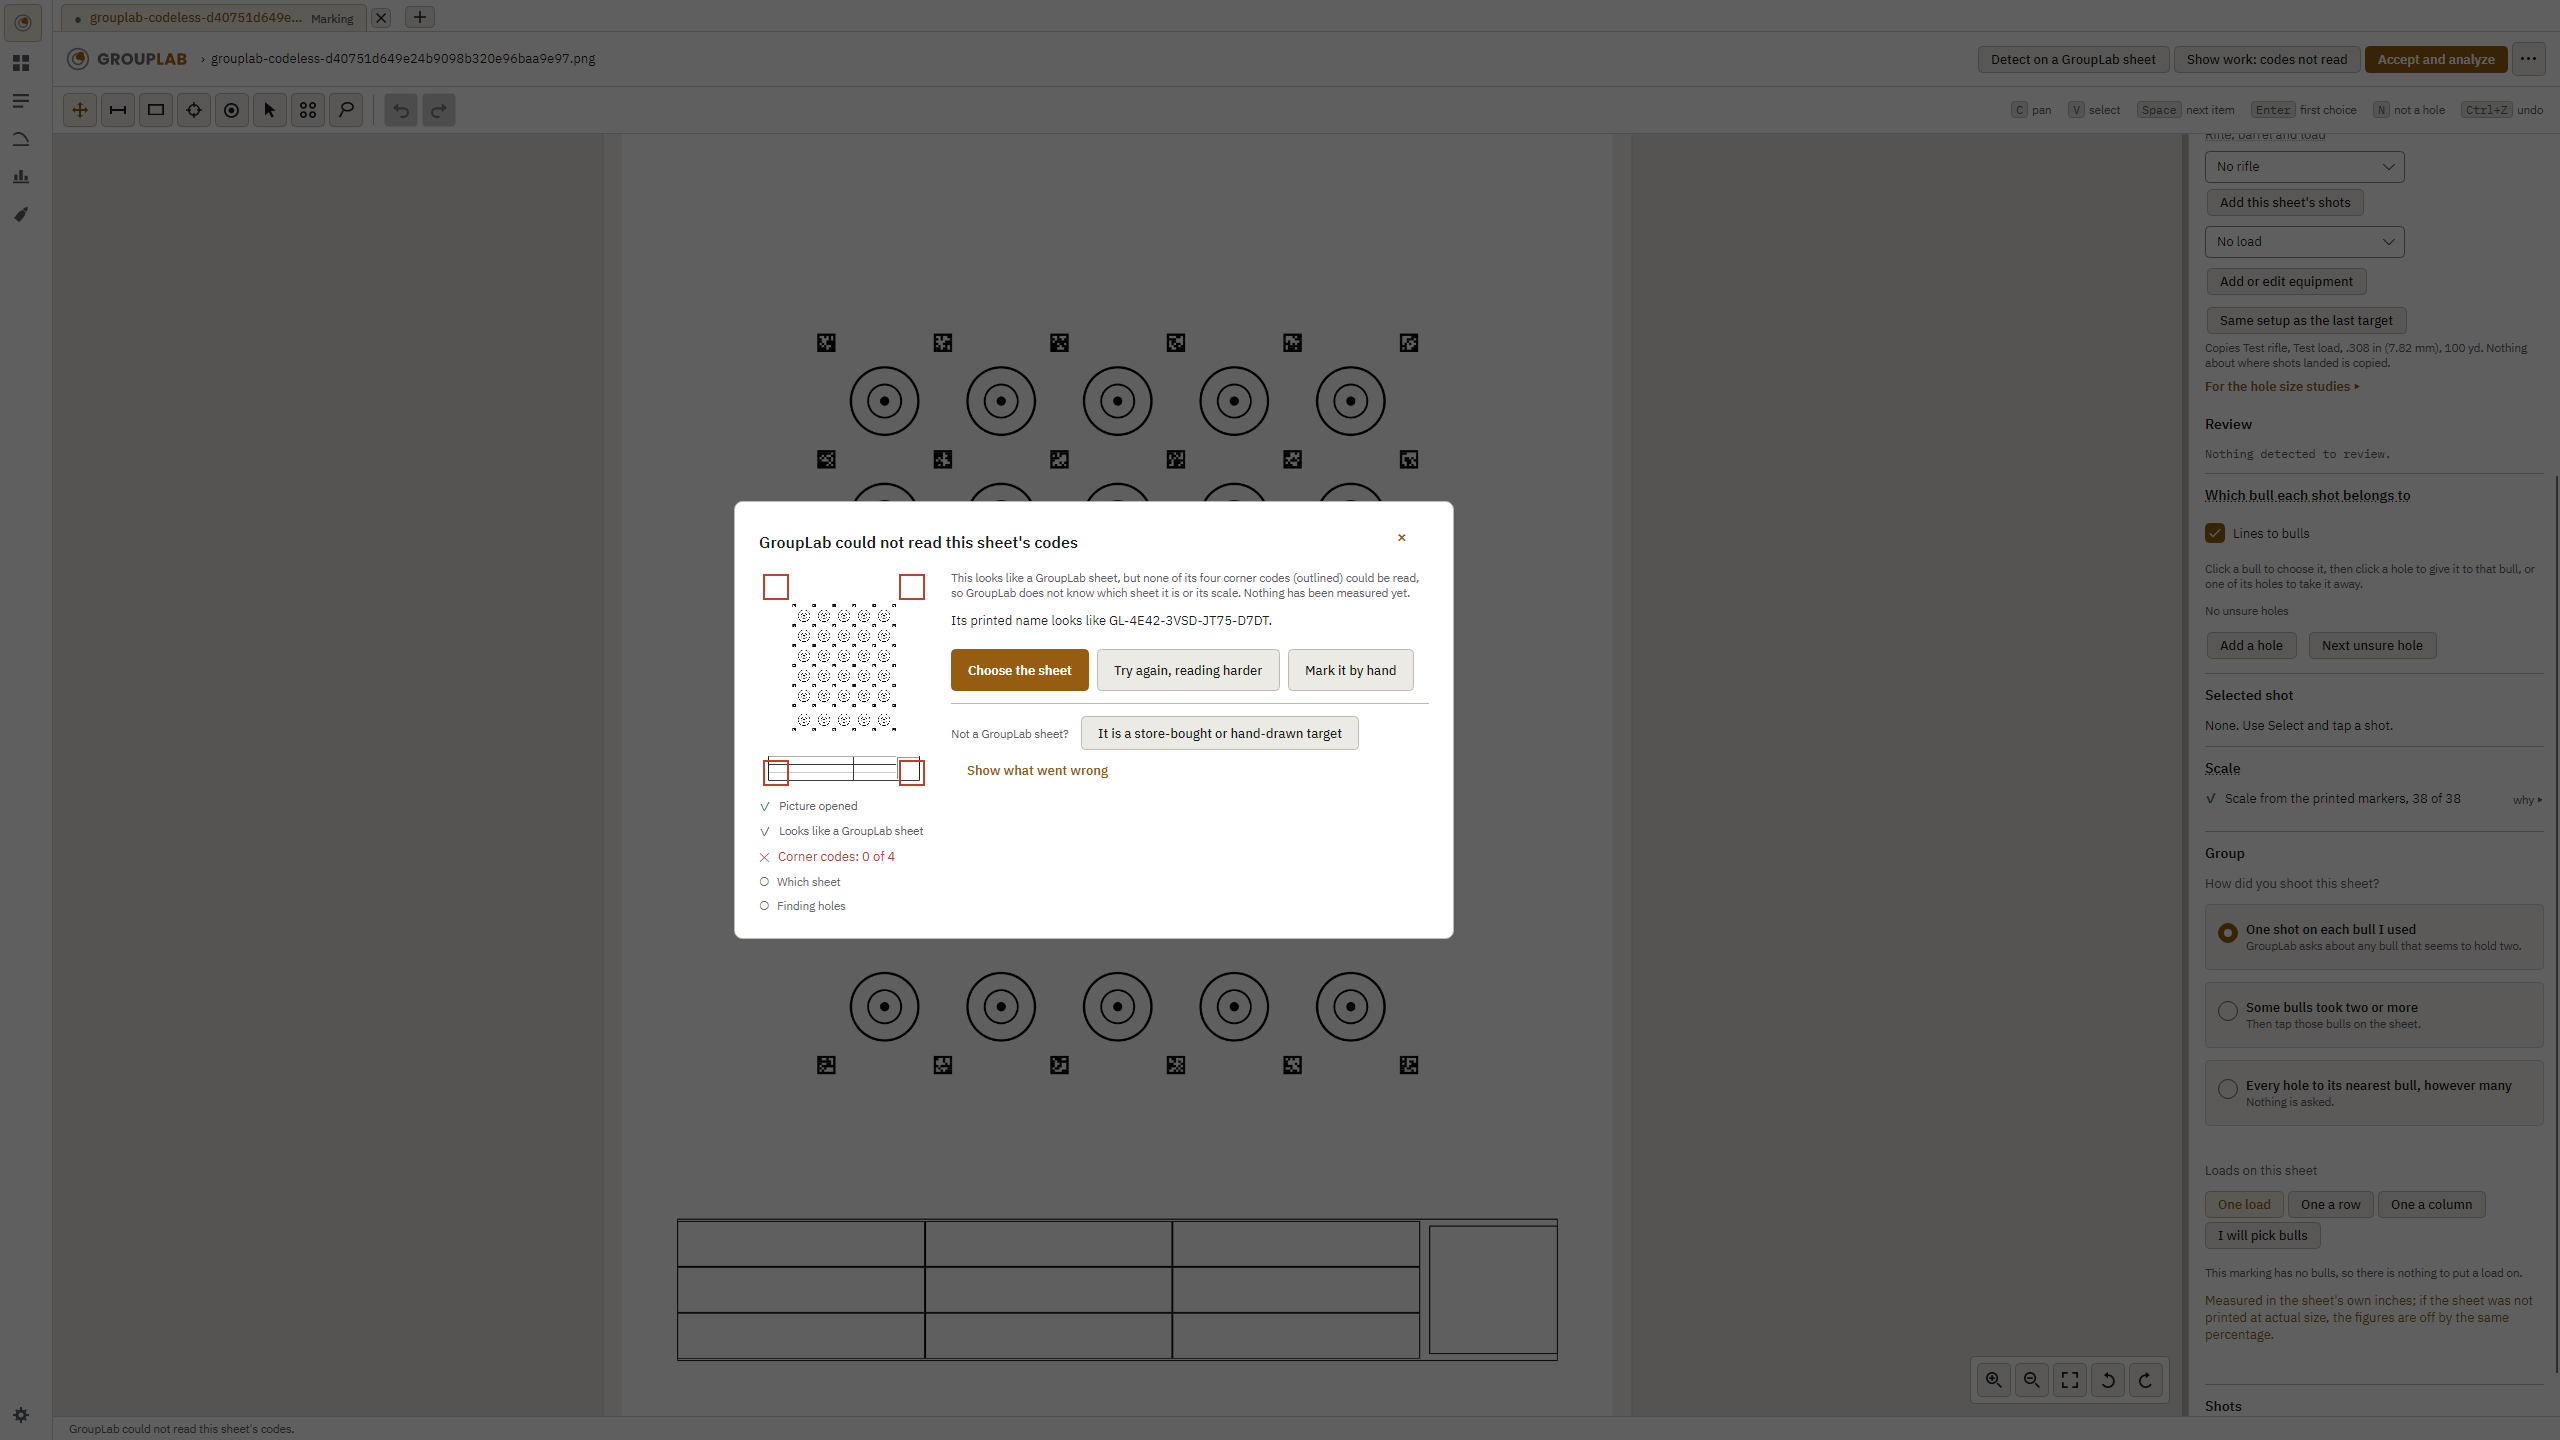 grouplab-codeless-d40751d649e... Marking
GROUPLAB › grouplab-codeless-d40751d649e24b9098b320e96baa9e97.png
Detect on a GroupLab sheet
Show work: codes not read
Accept and analyze
C pan V select Space next item Enter first choice N not a hole Ctrl+Z undo
Rifle, barrel and load
No rifle
Add this sheet's shots
No load
Add or edit equipment
Same setup as the last target
Copies Test rifle, Test load, .308 in (7.82 mm), 100 yd. Nothing
about where shots landed is copied.
For the hole size studies ▸
Review
Nothing detected to review.
Which bull each shot belongs to
Lines to bulls
Click a bull to choose it, then click a hole to give it to that bull, or
one of its holes to take it away.
No unsure holes
Add a hole
Next unsure hole
Selected shot
None. Use Select and tap a shot.
Scale
✓ Scale from the printed markers, 38 of 38 why ▸
Group
How did you shoot this sheet?
One shot on each bull I used
GroupLab asks about any bull that seems to hold two.
Some bulls took two or more
Then tap those bulls on the sheet.
Every hole to its nearest bull, however many
Nothing is asked.
Loads on this sheet
One load
One a row
One a column
I will pick bulls
This marking has no bulls, so there is nothing to put a load on.
Measured in the sheet's own inches; if the sheet was not
printed at actual size, the figures are off by the same
percentage.
Shots
GroupLab could not read this sheet's codes
This looks like a GroupLab sheet, but none of its four corner codes (outlined) could be read,
so GroupLab does not know which sheet it is or its scale. Nothing has been measured yet.
Its printed name looks like GL-4E42-3VSD-JT75-D7DT.
Choose the sheet
Try again, reading harder
Mark it by hand
Not a GroupLab sheet?
It is a store-bought or hand-drawn target
Show what went wrong
Picture opened
Looks like a GroupLab sheet
Corner codes: 0 of 4
Which sheet
Finding holes
GroupLab could not read this sheet's codes.